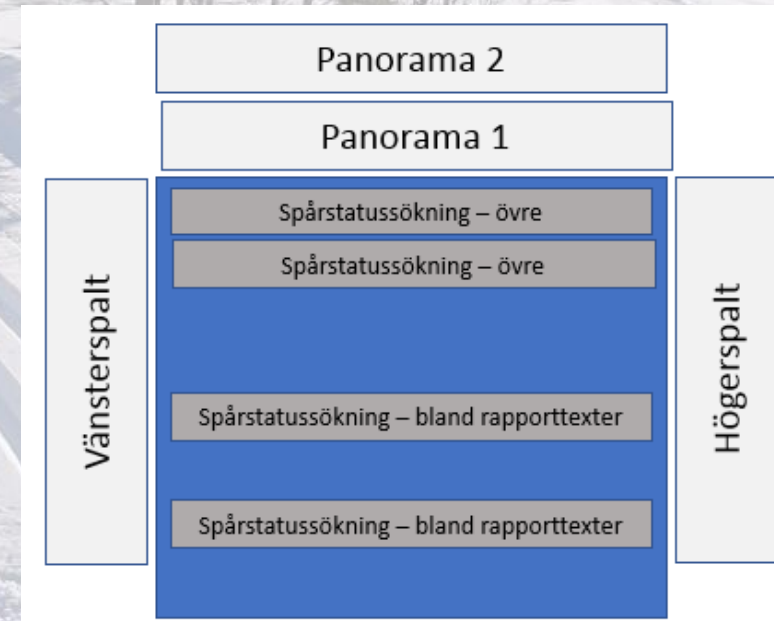 Panorama 2
Panorama 1
Vänsterspalt
Spårstatussökning – övre
Spårstatussökning – övre
Spårstatussökning – bland rapporttexter
Spårstatussökning – bland rapporttexter
Högerspalt